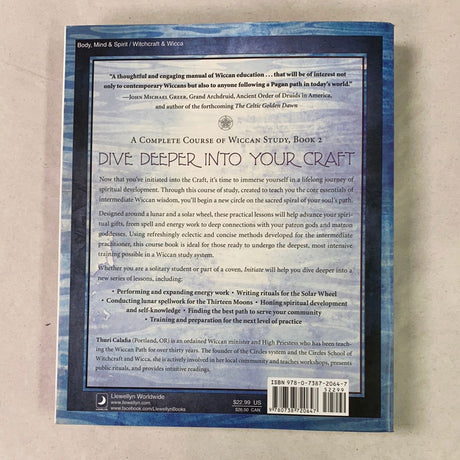 Body, Mind & Spirit / Witchcraft & Wicca
"A thoughtful and engaging manual of Wiccan education . . . that will be of interest not
only to contemporary Wiccans but also to anyone following a Pagan path in today's world."
—John Michael Greer, Grand Archdruid, Ancient Order of Druids in America,
and author of the forthcoming The Celtic Golden Dawn
A Complete Course of Wiccan Study, Book 2
DIVE DEEPER INTO YOUR CRAFT
Now that you've initiated into the Craft, it's time to immerse yourself in a lifelong journey of
spiritual development. Through this course of study, created to teach you the core essentials of
intermediate Wiccan wisdom, you'll begin a new circle on the sacred spiral of your soul's path.
Designed around a lunar and a solar wheel, these practical lessons will help advance your spiri-
tual gifts, from spell and energy work to deep connections with your patron gods and matron
goddesses. Using refreshingly eclectic and concise methods developed for the intermediate
practitioner, this course book is ideal for those ready to undergo the deepest, most intensive
training possible in a Wiccan study system.
Whether you are a solitary student or part of a coven, Initiate will help you dive deeper into a
new series of lessons, including:
• Performing and expanding energy work • Writing rituals for the Solar Wheel
• Conducting lunar spellwork for the Thirteen Moons • Honing spiritual development
and self-knowledge • Finding the best path to serve your community
• Training and preparation for the next level of practice
Thuri Calafia (Portland, OR) is an ordained Wiccan minister and High Priestess who has been teach-
ing the Wiccan Path for over thirty years. The founder of the Circles system and the Circles School of
Witchcraft and Wicca, she is actively involved in her local community and teaches workshops, presents
public rituals, and provides intuitive readings.
Llewellyn Worldwide
www.llewellyn.com
www.facebook.com/LlewellynBooks
$22.99 US
$26.50 CAN
ISBN 978-0-7387-2064-7
52299
9 780738 720647